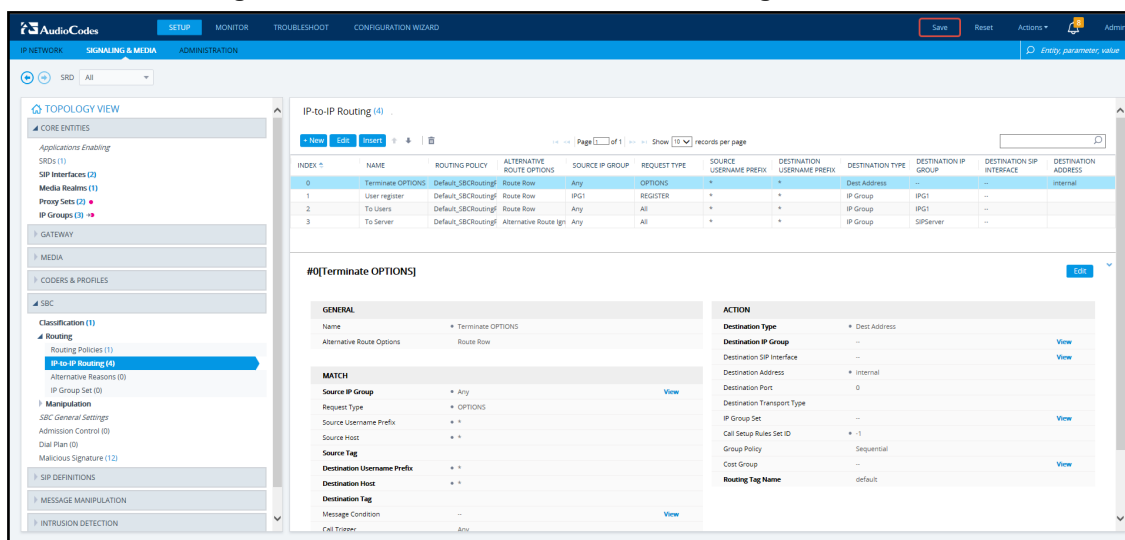 AudioCodes SETUP MONITOR TROUBLESHOOT CONFIGURATION WIZARD Save Reset Actions 8 Admin
IP NETWORK SIGNALING & MEDIA ADMINISTRATION Entity, parameter, value
SRD All
TOPOLOGY VIEW
CORE ENTITIES
Applications Enabling
SRDs (1)
SIP Interfaces (2)
Media Realms (1)
Proxy Sets (2)
IP Groups (3)
GATEWAY
MEDIA
CODERS & PROFILES
SBC
Classification (1)
Routing
Routing Policies (1)
IP-to-IP Routing (4)
Alternative Reasons (0)
IP Group Set (0)
Manipulation
SBC General Settings
Admission Control (0)
Dial Plan (0)
Malicious Signature (12)
SIP DEFINITIONS
MESSAGE MANIPULATION
INTRUSION DETECTION
IP-to-IP Routing (4)
+ New Edit Insert Page 1 of 1 Show 10 records per page
INDEX NAME ROUTING POLICY ALTERNATIVE ROUTE OPTIONS SOURCE IP GROUP REQUEST TYPE SOURCE USERNAME PREFIX DESTINATION USERNAME PREFIX DESTINATION TYPE DESTINATION IP GROUP DESTINATION SIP INTERFACE DESTINATION ADDRESS
0 Terminate OPTIONS Default_SBCRoutingP Route Row Any OPTIONS * * Dest Address -- -- internal
1 User register Default_SBCRoutingP Route Row IPG1 REGISTER * * IP Group IPG1 --
2 To Users Default_SBCRoutingP Route Row Any All * * IP Group IPG1 --
3 To Server Default_SBCRoutingP Alternative Route Ign Any All * * IP Group SIPServer --
#0[Terminate OPTIONS] Edit
GENERAL
Name Terminate OPTIONS
Alternative Route Options Route Row
MATCH
Source IP Group Any View
Request Type OPTIONS
Source Username Prefix *
Source Host *
Source Tag
Destination Username Prefix *
Destination Host *
Destination Tag
Message Condition -- View
Call Trigger Any
ACTION
Destination Type Dest Address
Destination IP Group -- View
Destination SIP Interface -- View
Destination Address internal
Destination Port 0
Destination Transport Type
IP Group Set -- View
Call Setup Rules Set ID -1
Group Policy Sequential
Cost Group -- View
Routing Tag Name default